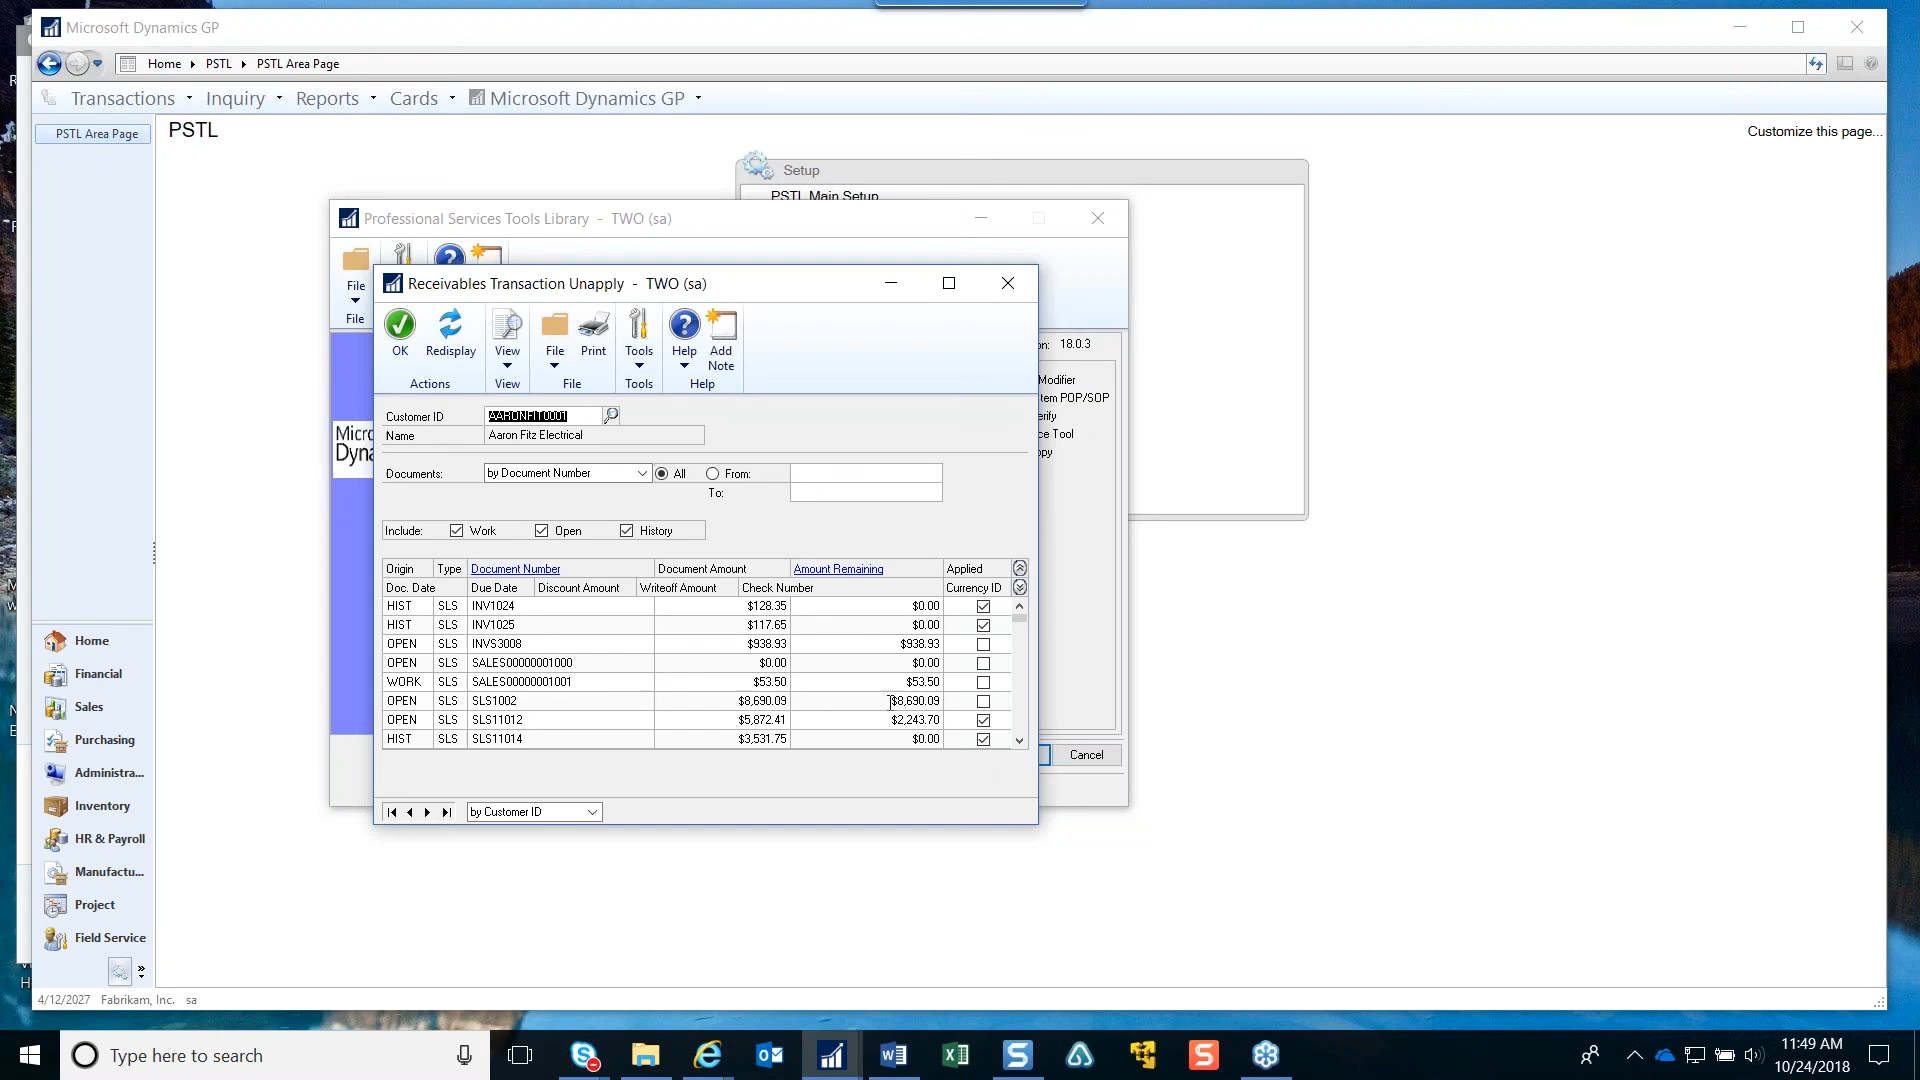 Microsoft Dynamics GP
Home PSTL PSTL Area Page
Transactions Inquiry Reports Cards Microsoft Dynamics GP
PSTL Area Page
PSTL
Customize this page...
Setup
PSTL Main Setup
Professional Services Tools Library - TWO (sa)
File
File
on: 18.0.3
Modifier
tem POP/SOP
erify
ce Tool
opy
Micro
Dyna
Cancel
Receivables Transaction Unapply - TWO (sa)
OK Redisplay View File Print Tools Help Add Note
Actions View File Tools Help
Customer ID AARONFIT0001
Name Aaron Fitz Electrical
Documents: by Document Number All From:
To:
Include: Work Open History
Origin Type Document Number Document Amount Amount Remaining Applied
Doc. Date Due Date Discount Amount Writeoff Amount Check Number Currency ID
HIST SLS INV1024 $128.35 $0.00
HIST SLS INV1025 $117.65 $0.00
OPEN SLS INVS3008 $938.93 $938.93
OPEN SLS SALES00000001000 $0.00 $0.00
WORK SLS SALES00000001001 $53.50 $53.50
OPEN SLS SLS1002 $8,690.09 $8,690.09
OPEN SLS SLS11012 $5,872.41 $2,243.70
HIST SLS SLS11014 $3,531.75 $0.00
by Customer ID
Home
Financial
Sales
Purchasing
Administra...
Inventory
HR & Payroll
Manufactu...
Project
Field Service
4/12/2027 Fabrikam, Inc. sa
Type here to search
11:49 AM
10/24/2018